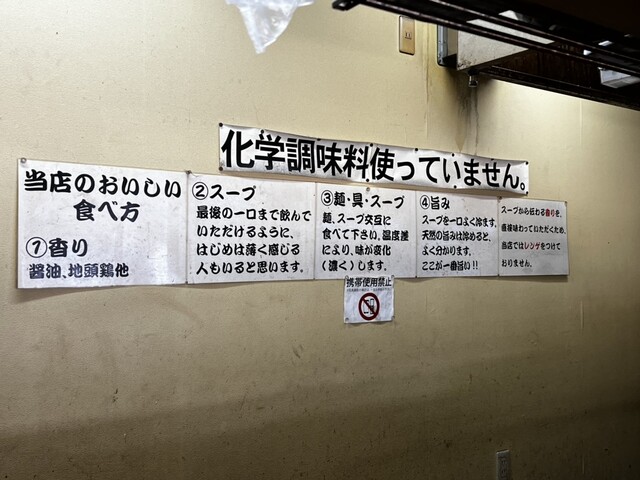 化学調味料使っていません。
当店のおいしい
食べ方
①香り
醤油、地頭鶏他
②スープ
最後の一口まで飲んで
いただけるように、
はじめは薄く感じる
人もいると思います。
③麺・具・スープ
麺、スープ交互に
食べて下さい、温度差
により、味が変化
(濃く)します。
④旨み
スープを一口よく冷ます。
天然の旨みは冷めると、
よく分かります。
ここが一番旨い!!
スープから伝わる香りを、
直接味わっていただくため、
当店ではレンゲをつけて
おりません。
携帯使用禁止